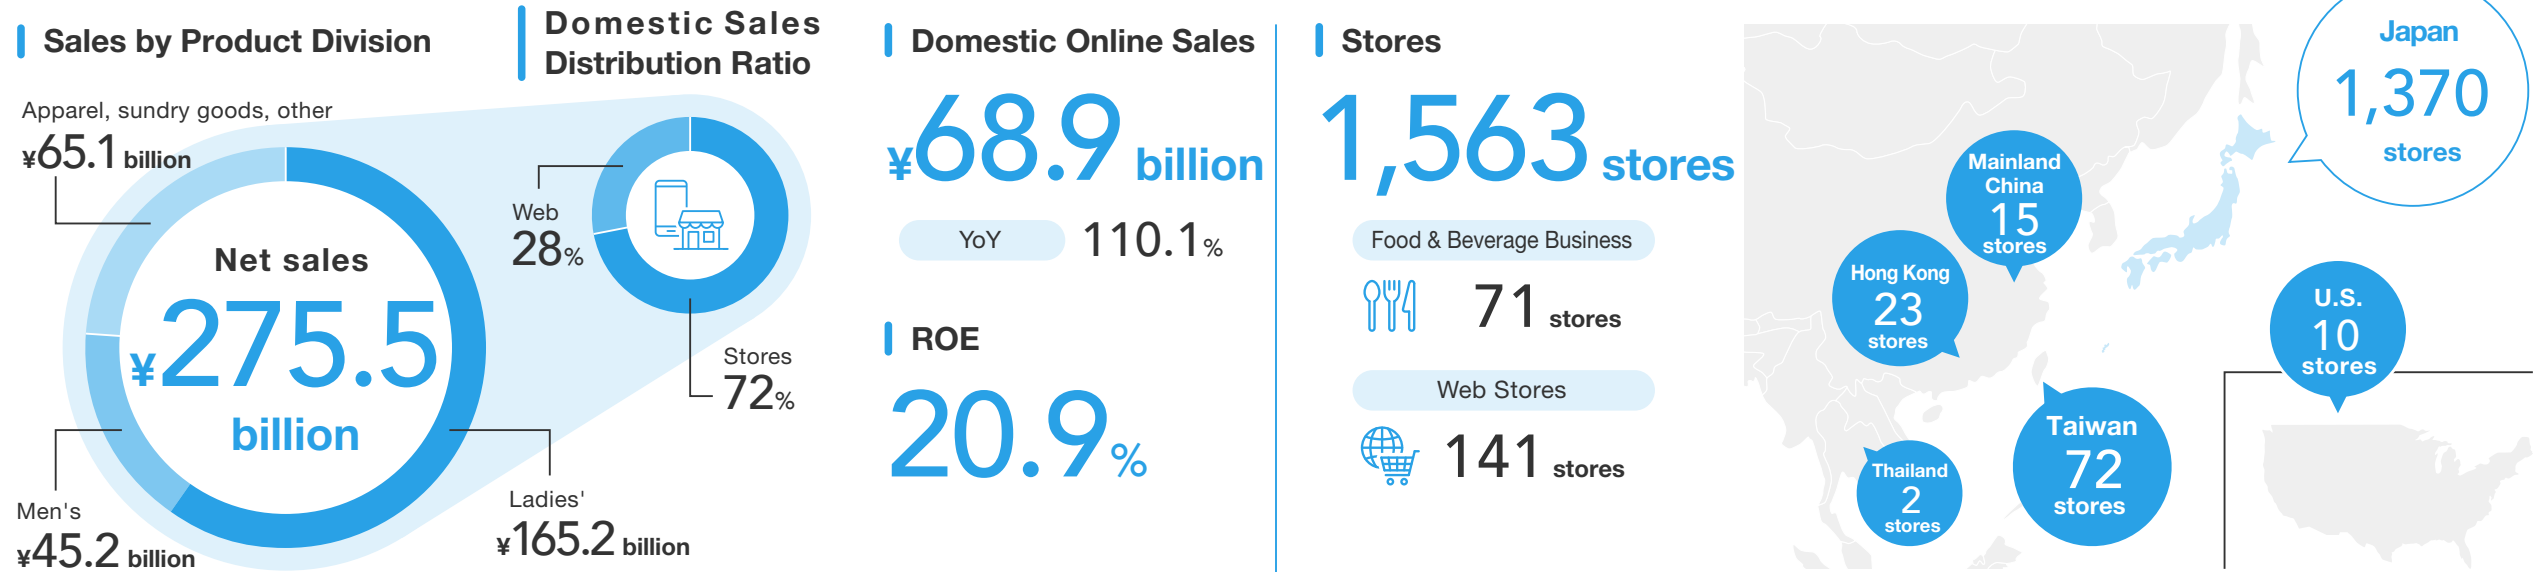 Sales by Product Division
Apparel, sundry goods, other
¥65.1 billion
Net sales
¥275.5
billion
Men's
¥45.2 billion
Ladies'
¥165.2 billion
Domestic Sales
Distribution Ratio
Web
28%
Stores
72%
Domestic Online Sales
¥68.9 billion
YoY 110.1%
ROE
20.9%
Stores
1,563 stores
Food & Beverage Business
71 stores
Web Stores
141 stores
Japan
1,370
stores
Mainland
China
15
stores
Hong Kong
23
stores
U.S.
10
stores
Taiwan
72
stores
Thailand
2
stores